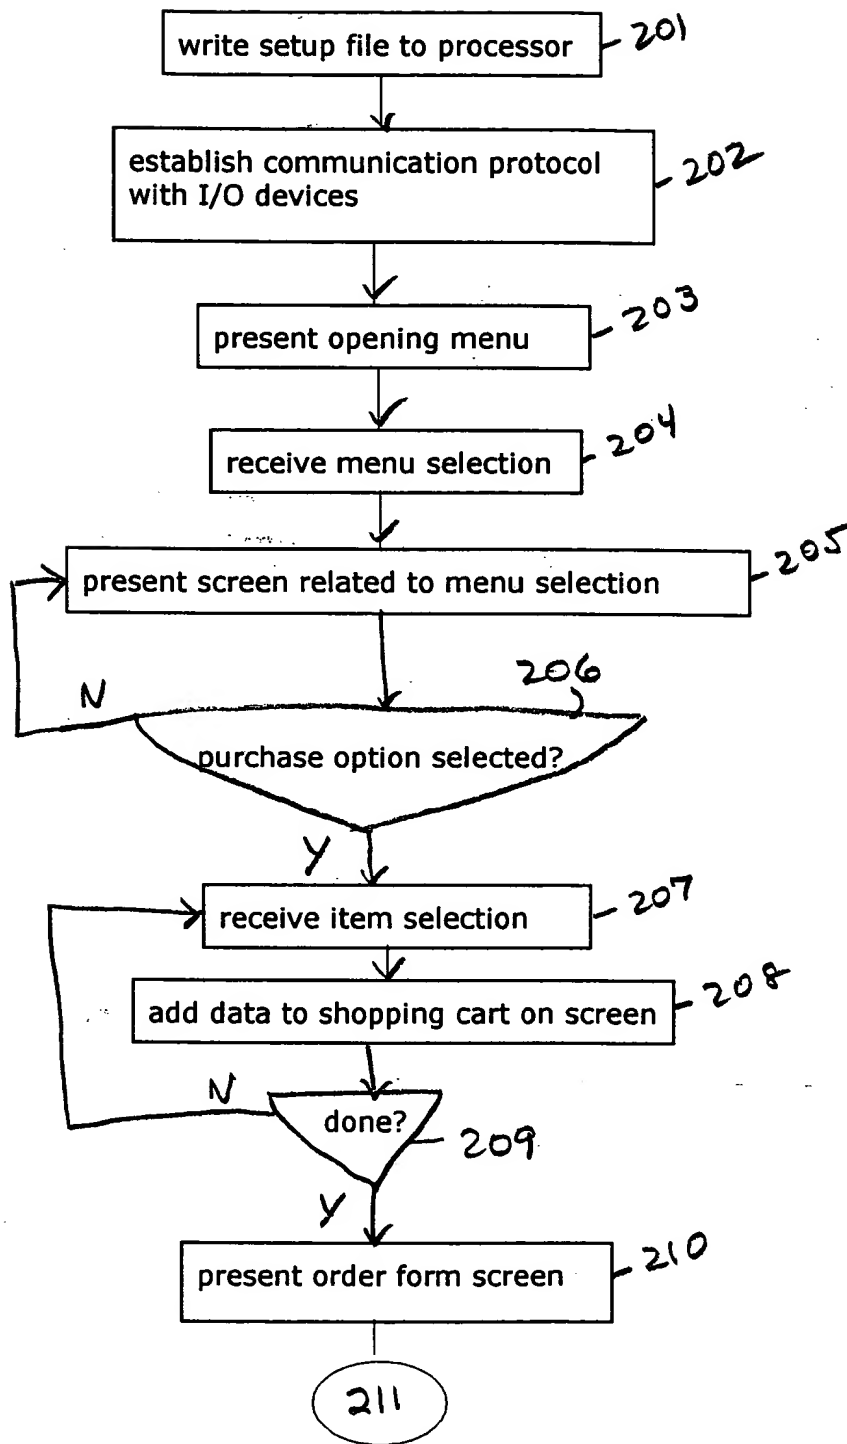 write setup file to processor 201
establish communication protocol 202
with I/O devices
present opening menu 203
receive menu selection 204
present screen related to menu selection 205
N 206
purchase option selected?
Y
receive item selection 207
add data to shopping cart on screen 208
N
done? 209
Y
present order form screen 210
211